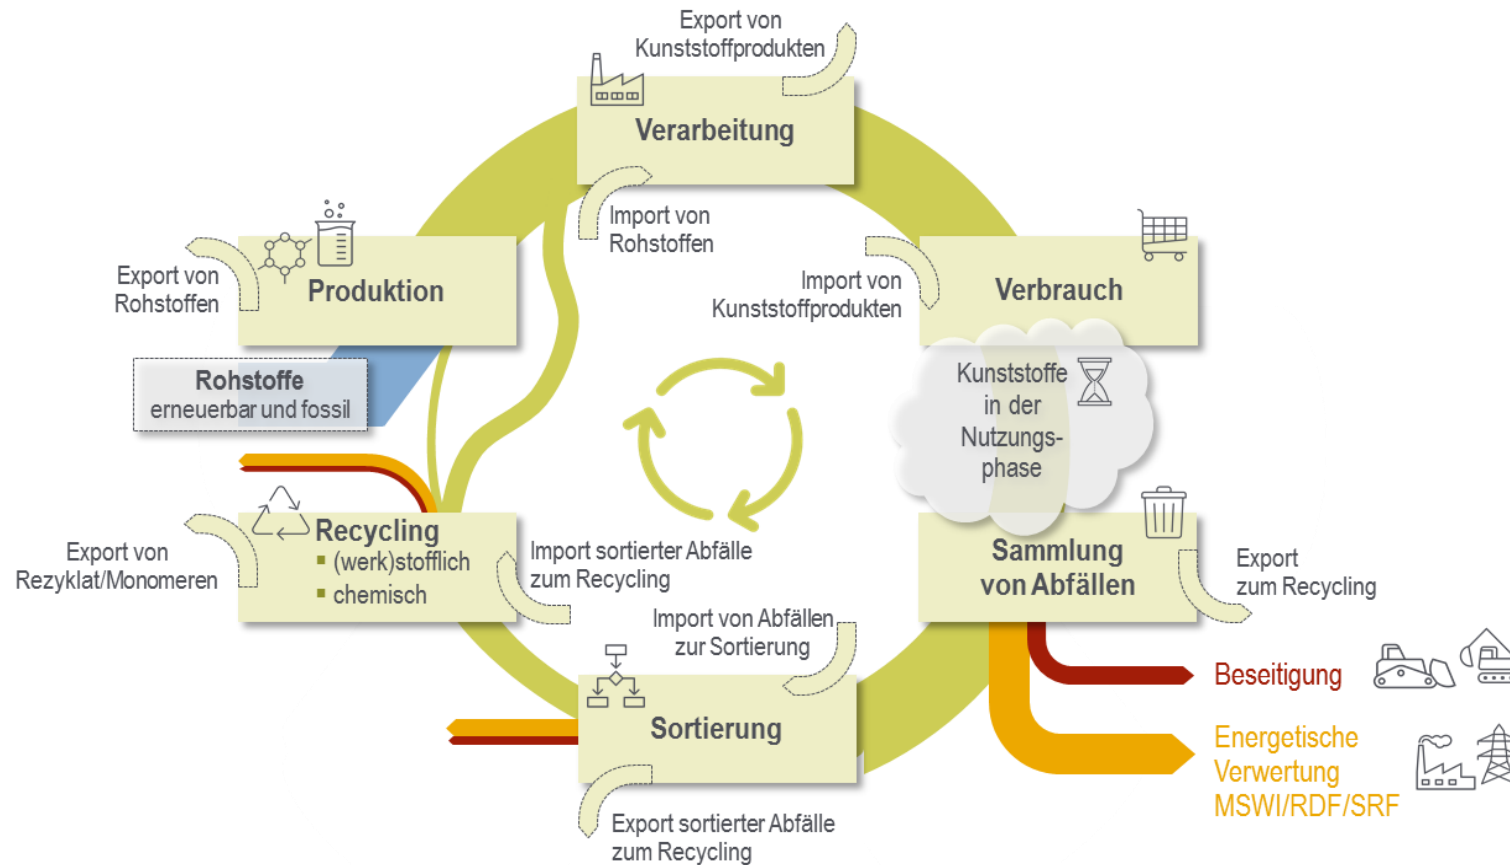 Export von
Kunststoffprodukten
Verarbeitung
Import von
Rohstoffen
Export von
Rohstoffen
Produktion
Import von
Kunststoffprodukten
Verbrauch
Rohstoffe
erneuerbar und fossil
Kunststoffe
in der
Nutzungs-
phase
Recycling
(werk)stofflich
chemisch
Export von
Rezyklat/Monomeren
Import sortierter Abfälle
zum Recycling
Sammlung
von Abfällen
Export
zum Recycling
Import von Abfällen
zur Sortierung
Sortierung
Export sortierter Abfälle
zum Recycling
Beseitigung
Energetische
Verwertung
MSWI/RDF/SRF